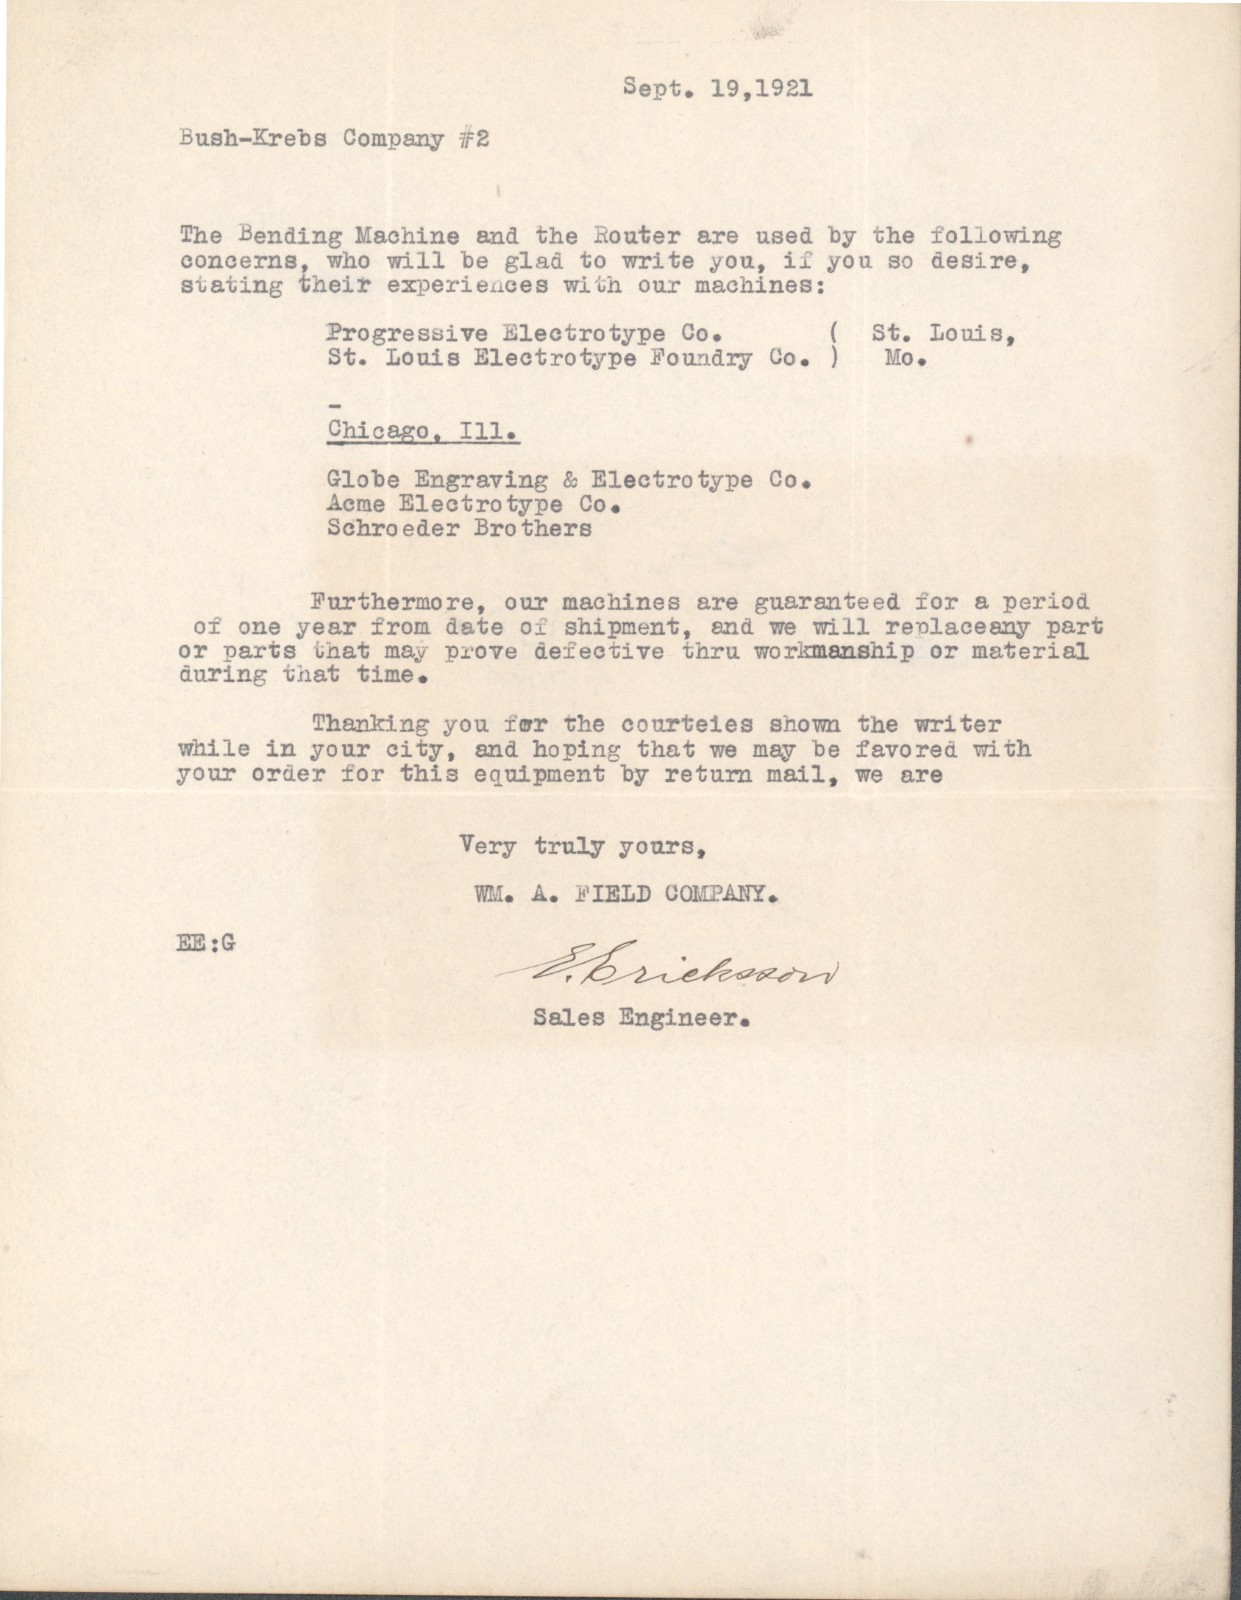 Sept. 19,1921
Bush-Krebs Company #2
The Bending Machine and the Router are used by the following
concerns, who will be glad to write you, if you so desire,
stating their experiences with our machines:
Progressive Electrotype Co. ( St. Louis,
St. Louis Electrotype Foundry Co. ) Mo.
Chicago, Ill.
Globe Engraving & Electrotype Co.
Acme Electrotype Co.
Schroeder Brothers
Furthermore, our machines are guaranteed for a period
of one year from date of shipment, and we will replaceany part
or parts that may prove defective thru workmanship or material
during that time.
Thanking you for the courteies shown the writer
while in your city, and hoping that we may be favored with
your order for this equipment by return mail, we are
Very truly yours,
WM. A. FIELD COMPANY.
EE:G
E. Ericksson
Sales Engineer.